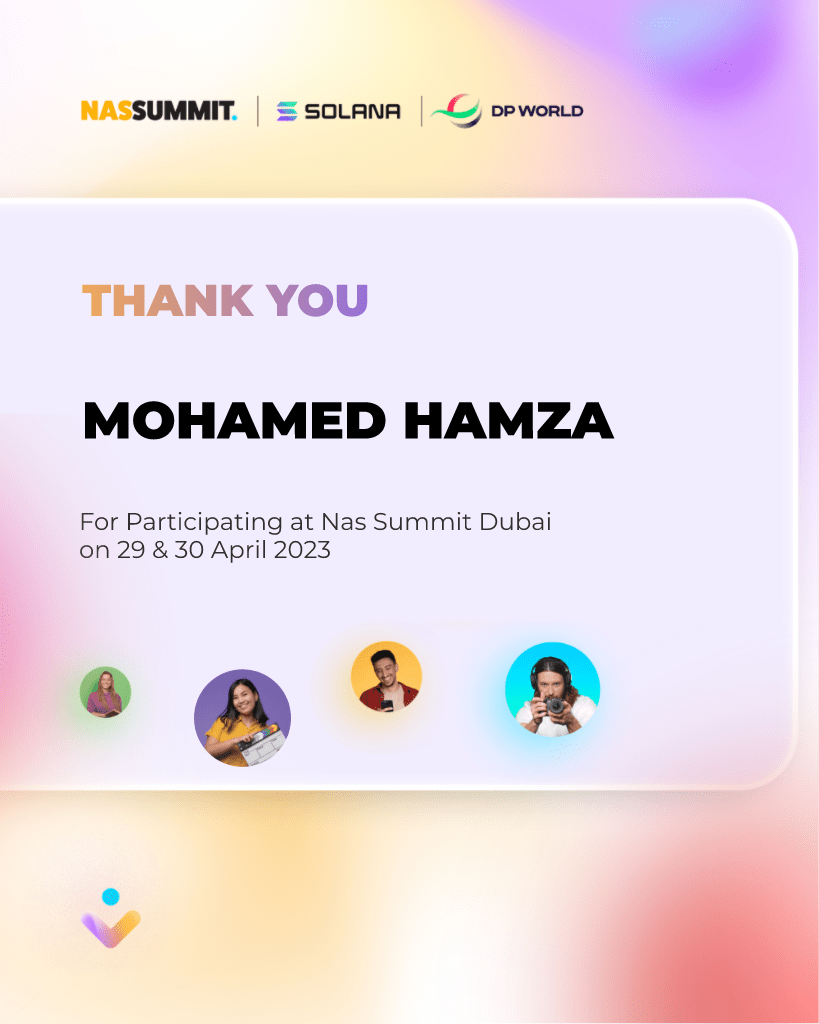 NASSUMMIT. | SOLANA | DP WORLD
THANK YOU
MOHAMED HAMZA
For Participating at Nas Summit Dubai
on 29 & 30 April 2023